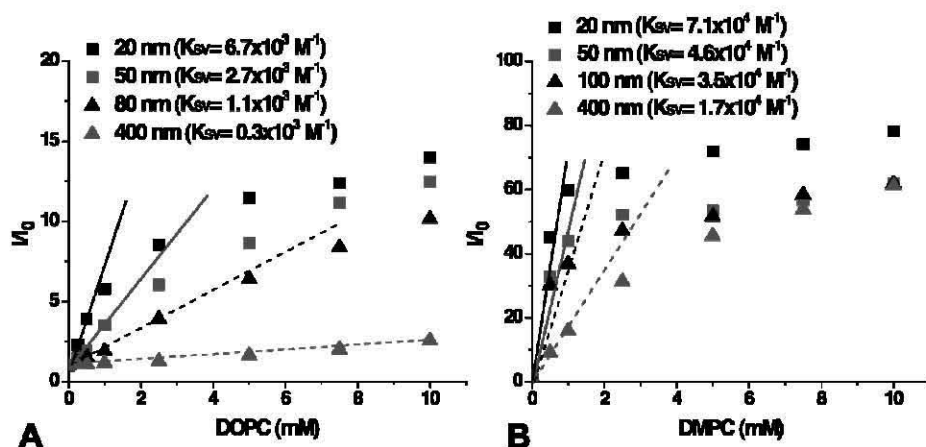 20 nm (Ksv= 6.7x10³ M⁻¹)
50 nm (Ksv= 2.7x10³ M⁻¹)
80 nm (Ksv= 1.1x10³ M⁻¹)
400 nm (Ksv= 0.3x10³ M⁻¹)
15
10
5
0
I/I₀
0
2
4
6
8
10
DOPC (mM)
A
20 nm (Ksv= 7.1x10⁴ M⁻¹)
50 nm (Ksv= 4.6x10⁴ M⁻¹)
100 nm (Ksv= 3.5x10⁴ M⁻¹)
400 nm (Ksv= 1.7x10⁴ M⁻¹)
100
80
60
40
20
0
I/I₀
0
2
4
6
8
10
DMPC (mM)
B